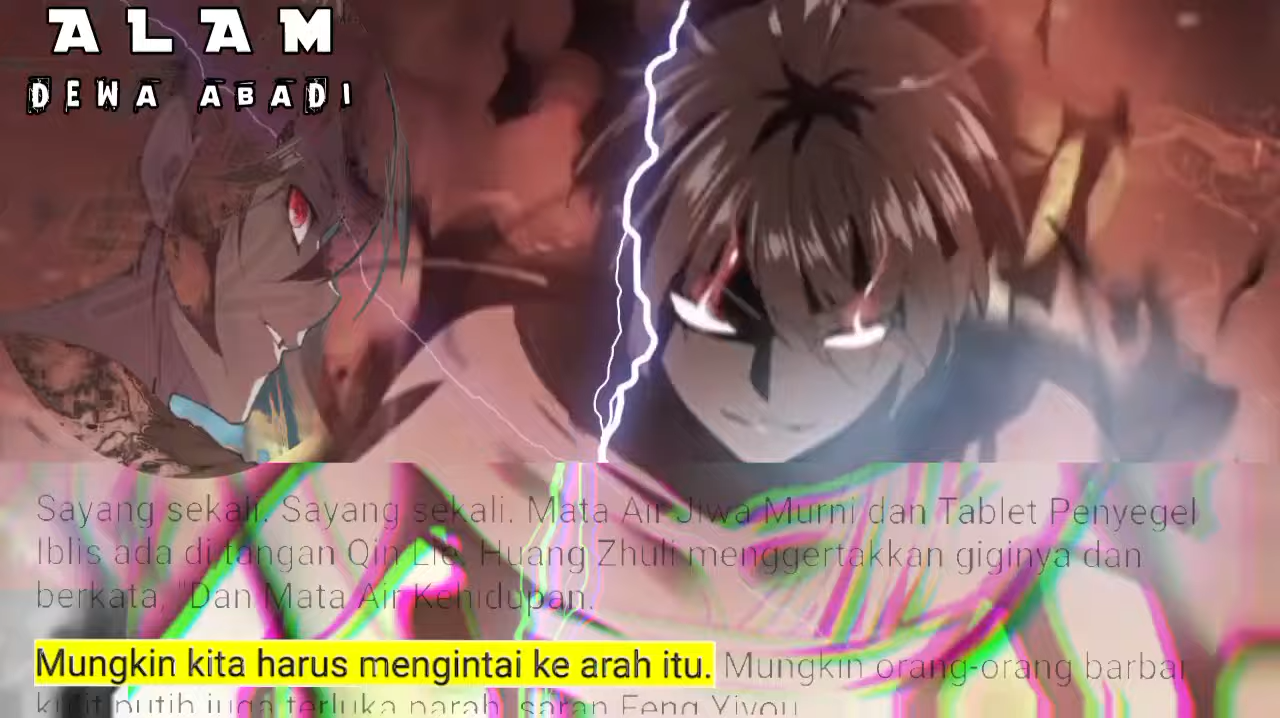 ALAM
DEWA ABADI
Sayang sekali. Sayang sekali. Mata Air Jiwa Murni dan Tablet Penyegel
Iblis ada di tangan Qin Lie. Huang Zhuli menggertakkan giginya dan
berkata, "Dan Mata Air Kehidupan.
Mungkin kita harus mengintai ke arah itu. Mungkin orang-orang barbar
kulit putih juga terluka parah, saran Feng Yiyou.